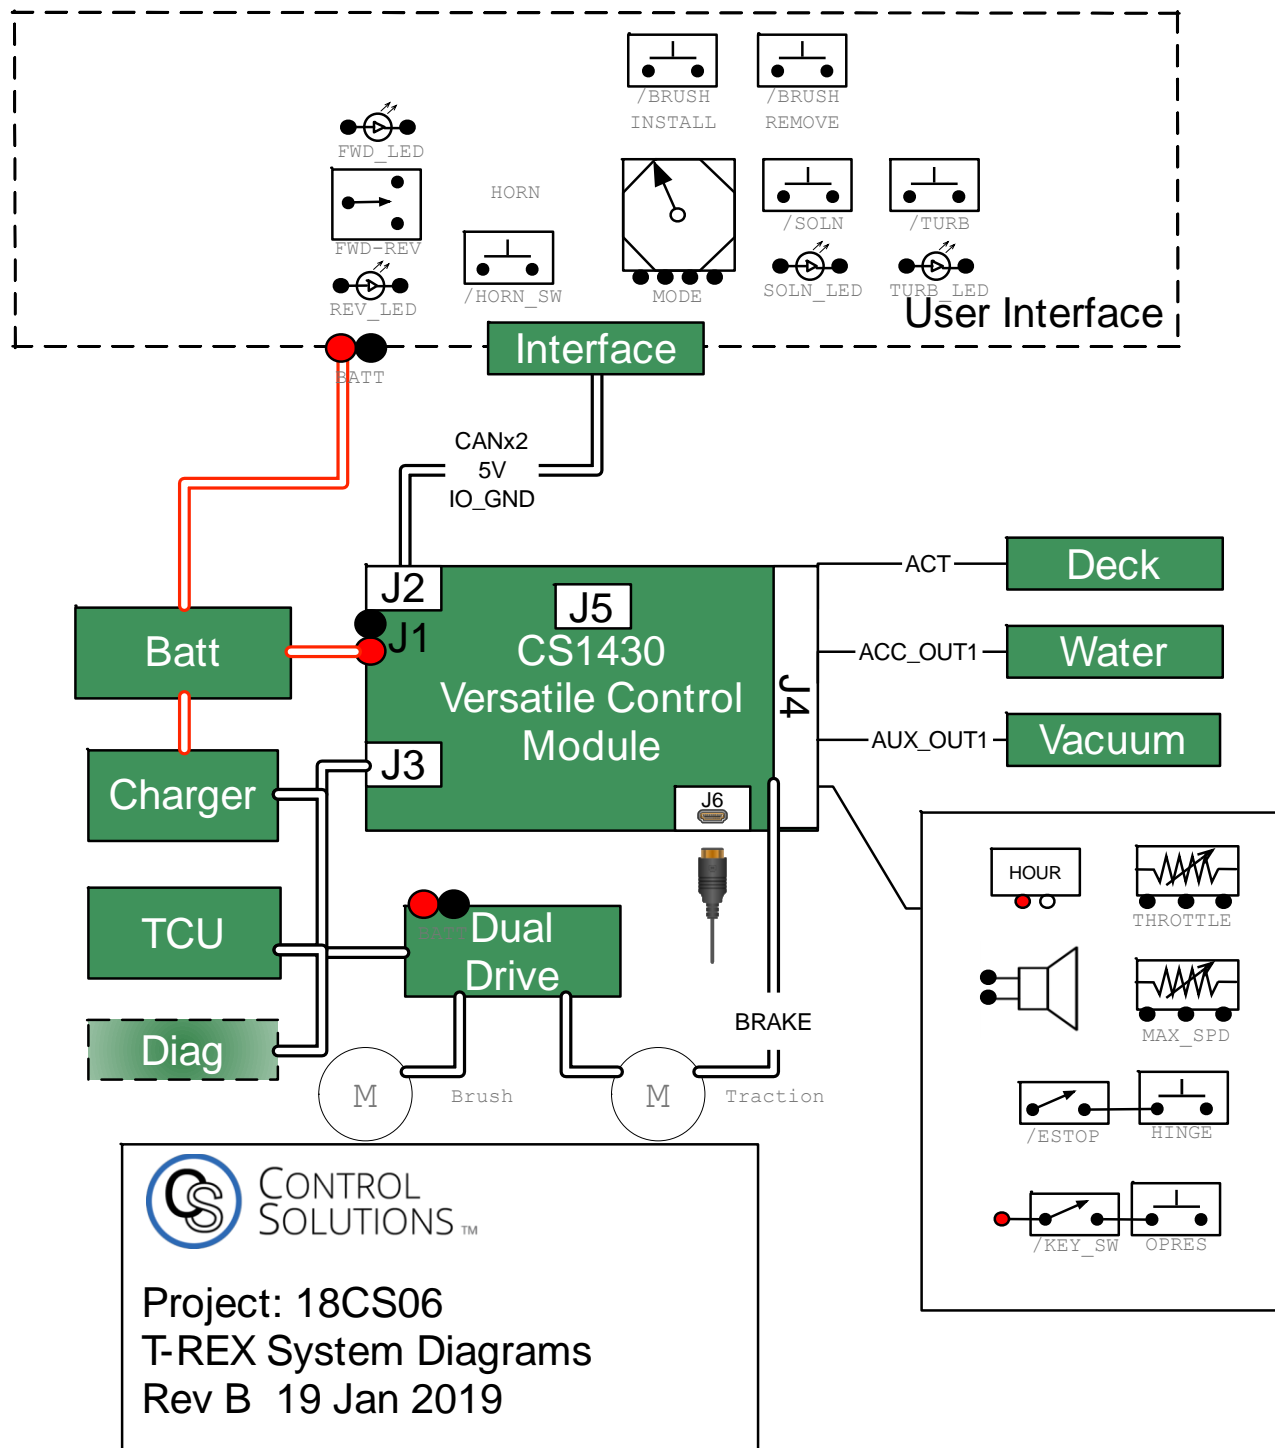 /BRUSH
INSTALL
/BRUSH
REMOVE
FWD_LED
FWD-REV
REV_LED
HORN
/HORN_SW
MODE
/SOLN
SOLN_LED
/TURB
TURB_LED
User Interface
BATT
Interface
CANx2
5V
IO_GND
J2
J5
J1
Batt
CS1430
Versatile Control
Module
J4
ACT
Deck
ACC_OUT1
Water
AUX_OUT1
Vacuum
J3
J6
Charger
TCU
Diag
BATT
Dual
Drive
BRAKE
M
Brush
M
Traction
HOUR
THROTTLE
MAX_SPD
/ESTOP
HINGE
/KEY_SW
OPRES
CS
CONTROL
SOLUTIONS TM
Project: 18CS06
T-REX System Diagrams
Rev B 19 Jan 2019